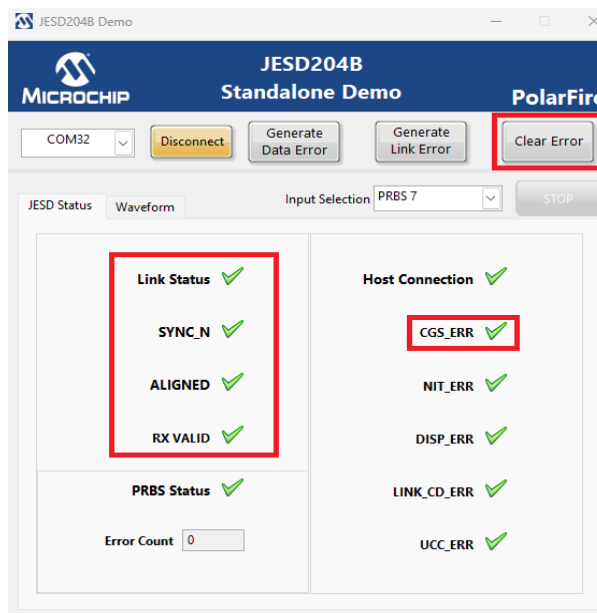 JESD204B Demo
MICROCHIP
JESD204B
Standalone Demo
PolarFire
COM32
Disconnect
Generate
Data Error
Generate
Link Error
Clear Error
JESD Status
Waveform
Input Selection
PRBS 7
STOP
Link Status
Host Connection
SYNC_N
CGS_ERR
ALIGNED
NIT_ERR
RX VALID
DISP_ERR
PRBS Status
LINK_CD_ERR
Error Count
0
UCC_ERR